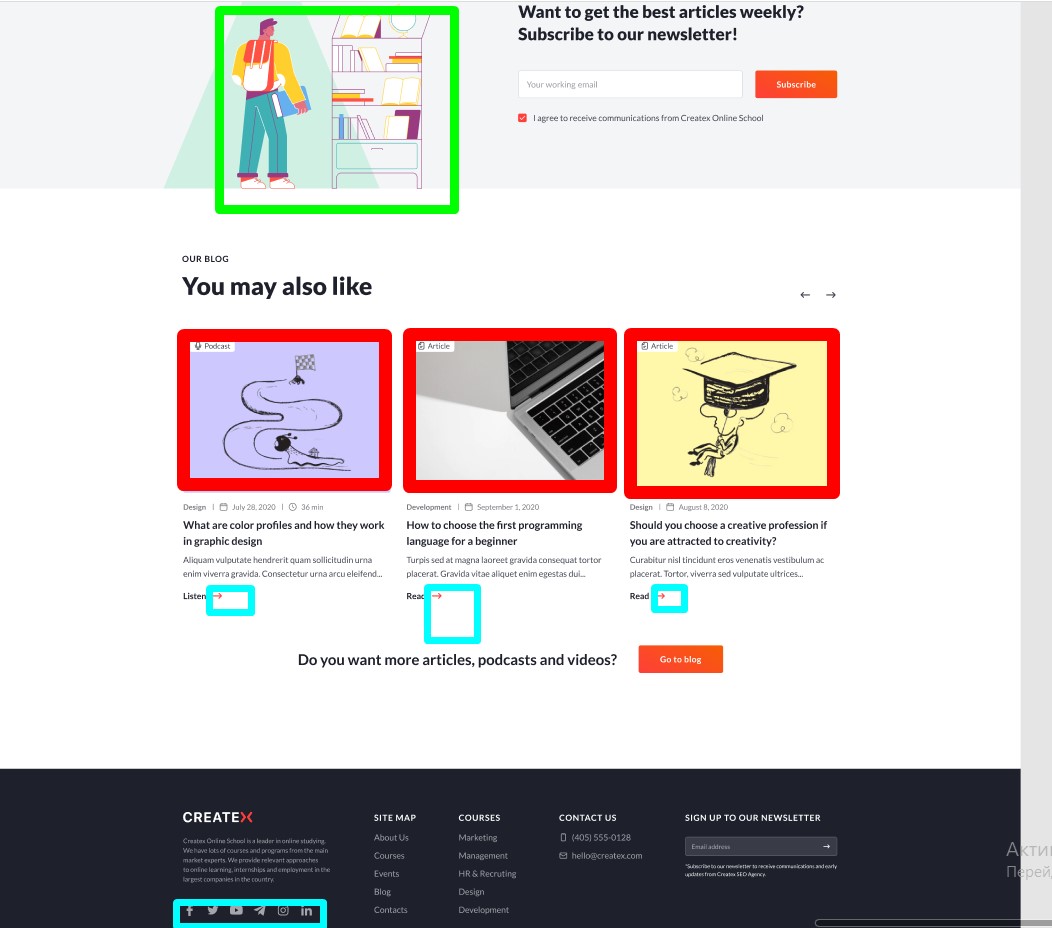 Want to get the best articles weekly?
Subscribe to our newsletter!
Your working email
Subscribe
I agree to receive communications from Createx Online School
OUR BLOG
You may also like
Podcast
Article
Article
Design | July 28, 2020 | 36 min
What are color profiles and how they work
in graphic design
Aliquam vulputate hendrerit quam sollicitudin urna
enim viverra gravida. Consectetur urna arcu eleifend...
Listen
Development | September 1, 2020
How to choose the first programming
language for a beginner
Turpis sed at magna laoreet gravida consequat tortor
placerat. Gravida vitae aliquet enim egestas dui...
Read
Design | August 8, 2020
Should you choose a creative profession if
you are attracted to creativity?
Curabitur nisl tincidunt eros venenatis vestibulum ac
placerat. Tortor, viverra sed vulputate ultrices...
Read
Do you want more articles, podcasts and videos?
Go to blog
CREATEX
Createx Online School is a leader in online studying.
We have lots of courses and programs from the main
market experts. We provide relevant approaches
to online learning, internships and employment in the
largest companies in the country.
SITE MAP
About Us
Courses
Events
Blog
Contacts
COURSES
Marketing
Management
HR & Recruting
Design
Development
CONTACT US
(405) 555-0128
hello@createx.com
SIGN UP TO OUR NEWSLETTER
Email address
*Subscribe to our newsletter to receive communications and early
updates from Createx SEO Agency.